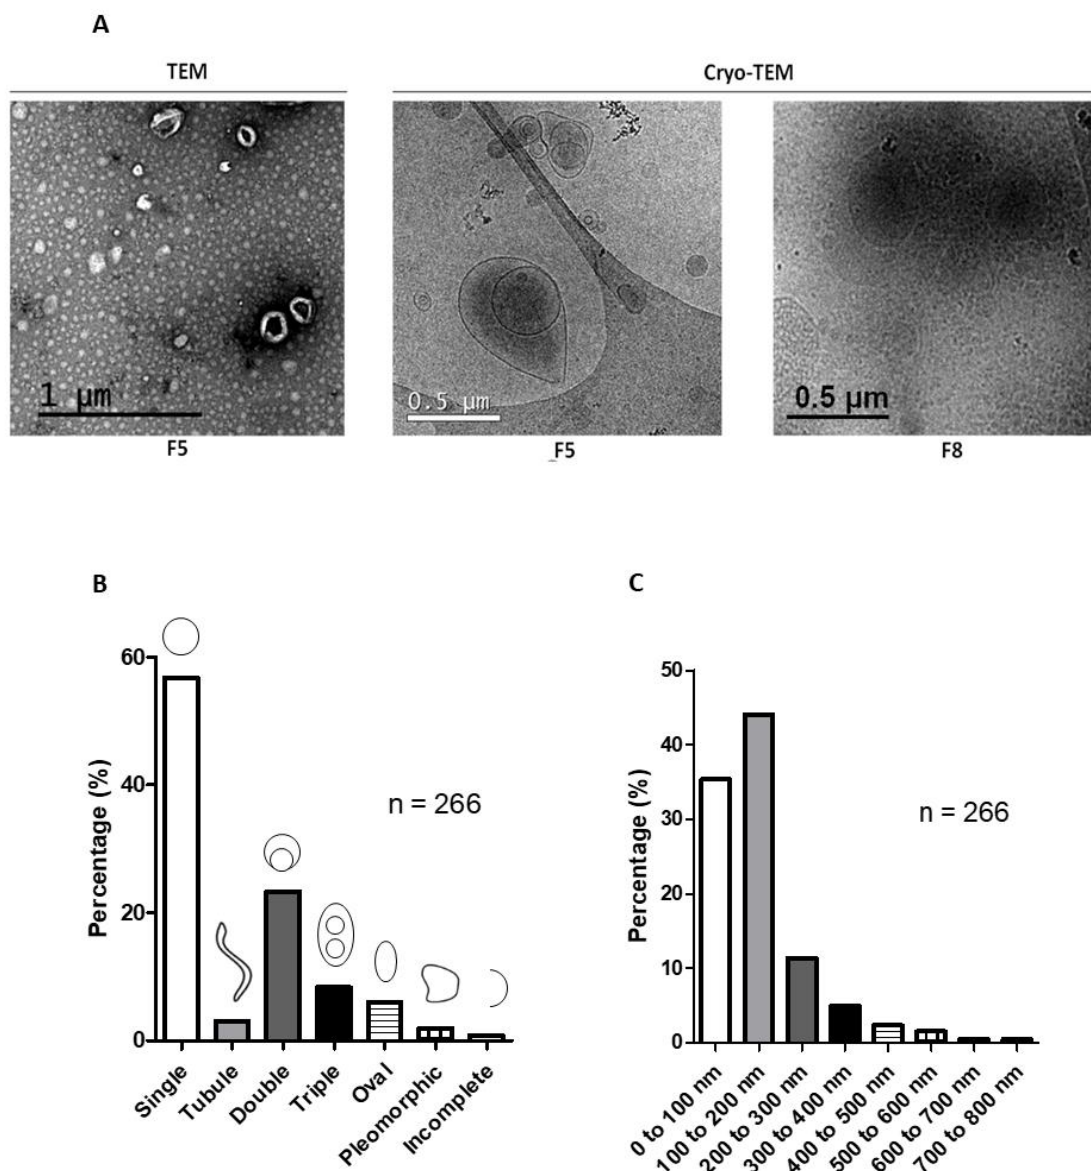 A
TEM
Cryo-TEM
1 µm
0.5 µm
0.5 µm
F5
F5
F8
B
C
Percentage (%)
60
40
20
0
n = 266
Single
Tubule
Double
Triple
Oval
Pleomorphic
Incomplete
Percentage (%)
50
40
30
20
10
0
n = 266
0 to 100 nm
100 to 200 nm
200 to 300 nm
300 to 400 nm
400 to 500 nm
500 to 600 nm
600 to 700 nm
700 to 800 nm